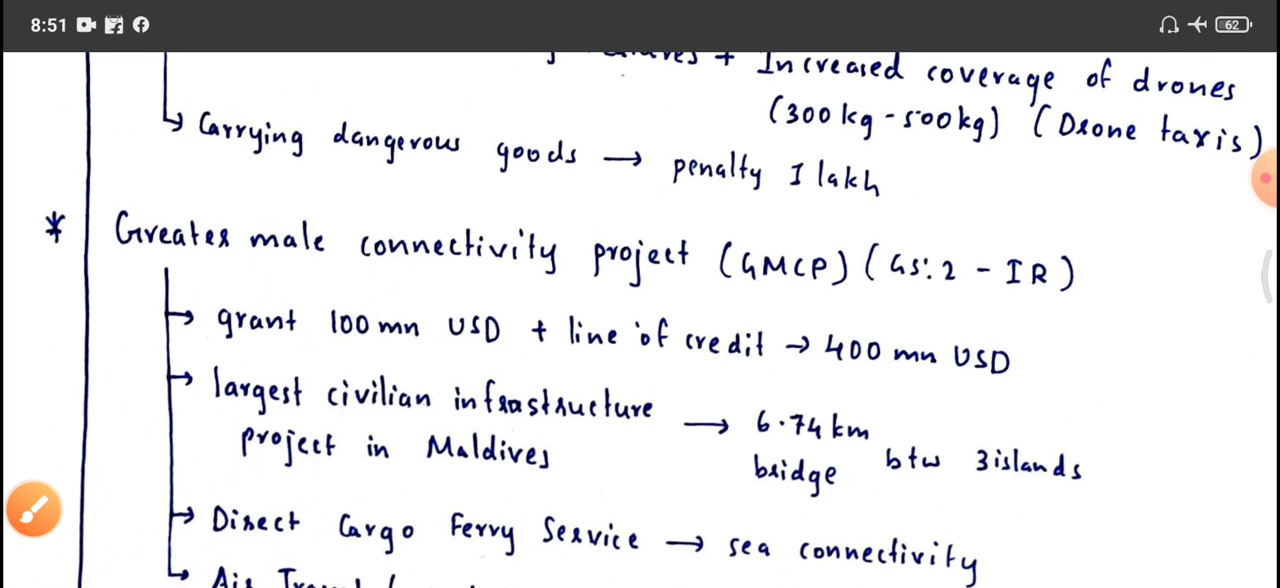 8:51
62
+ Increased coverage of drones
(300 kg - 500 kg) (Drone taxis)
Carrying dangerous goods → penalty 1 lakh
* Greater male connectivity project (GMCP) (GS: 2 - IR)
grant 100 mn USD + line of credit → 400 mn USD
largest civilian infrastructure → 6.74 km
project in Maldives bridge btw 3 islands
Direct Cargo Ferry Service → sea connectivity
Air